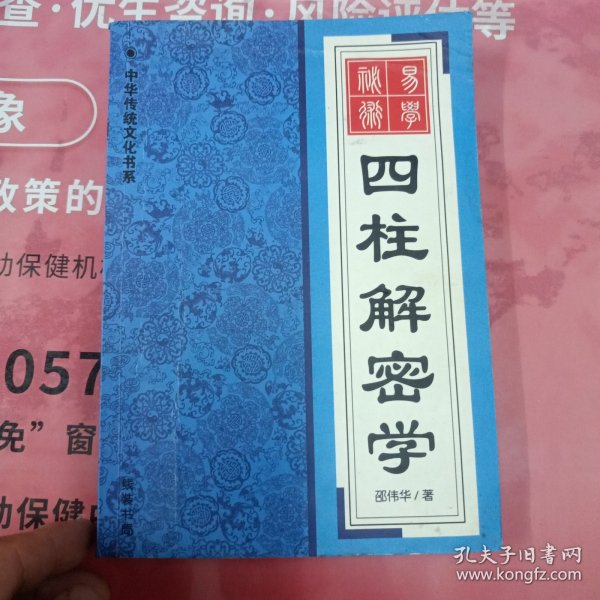 查·优生咨询·风险评估等
象
政策的
动保健机
057
免”窗
动保健
中华传统文化书系
易學
秘術
四柱解密学
邵伟华/著
线装书局
孔夫子旧书网
www.kongfz.com